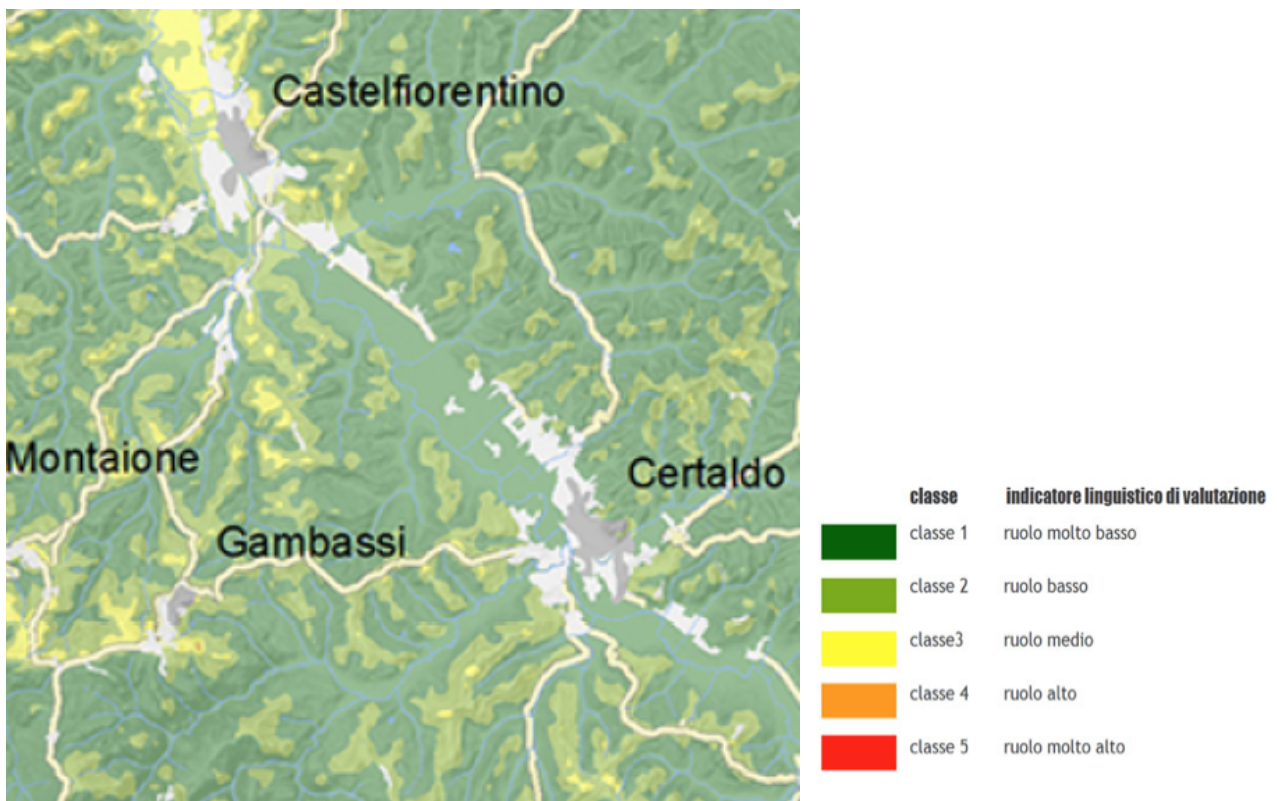 Castelfiorentino
Montaione
Certaldo
Gambassi
classe indicatore linguistico di valutazione
classe 1 ruolo molto basso
classe 2 ruolo basso
classe3 ruolo medio
classe 4 ruolo alto
classe 5 ruolo molto alto